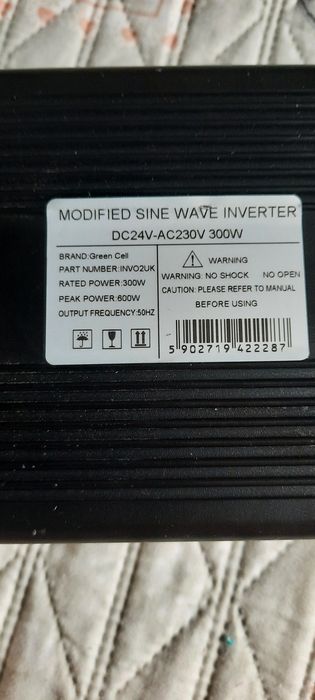 MODIFIED SINE WAVE INVERTER
DC24V-AC230V 300W
BRAND:Green Cell
PART NUMBER:INVO2UK
RATED POWER:300W
PEAK POWER:600W
OUTPUT FREQUENCY:50HZ
WARNING
WARNING: NO SHOCK NO OPEN
CAUTION: PLEASE REFER TO MANUAL
BEFORE USING
5 902719 422287